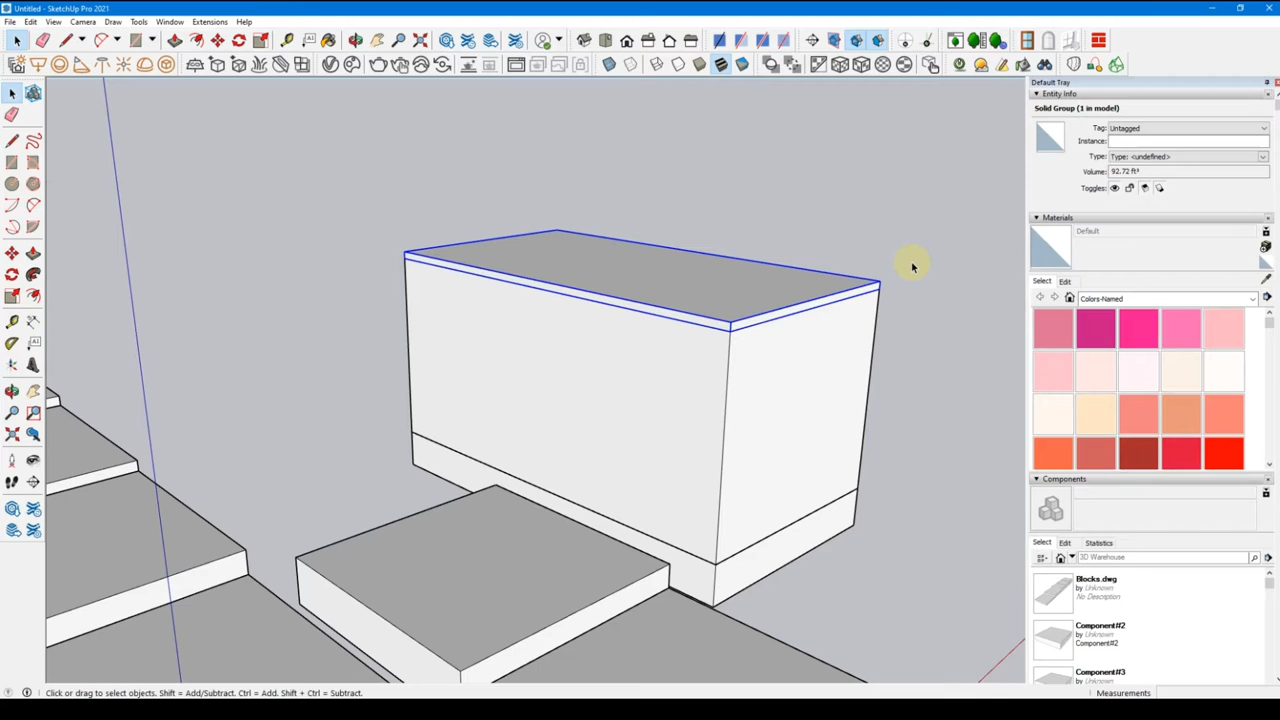 Untitled - SketchUp Pro 2021
File Edit View Camera Draw Tools Window Extensions Help
Default Tray
Entity Info
Solid Group (1 in model)
Tag: Untagged
Instance:
Type: Type: <undefined>
Volume: 92.72 ft³
Toggles:
Materials
Default
Select Edit
Colors-Named
Components
Select Edit Statistics
3D Warehouse
Blocks.dwg
by Unknown
No Description
Component#2
by Unknown
Component#2
Component#3
by Unknown
Click or drag to select objects. Shift = Add/Subtract. Ctrl = Add. Shift + Ctrl = Subtract.
Measurements